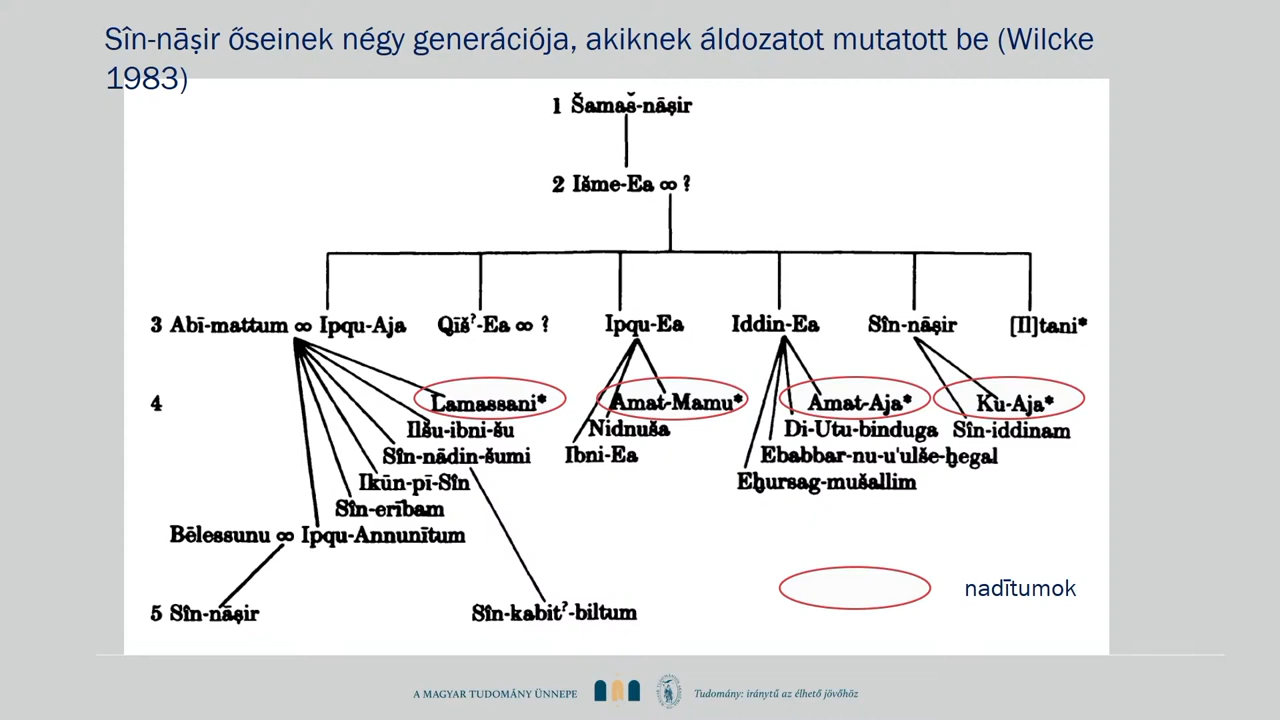 Sîn-nāṣir őseinek négy generációja, akiknek áldozatot mutatott be (Wilcke
1983)
1 Šamaš-nāṣir
2 Išme-Ea ∞ ?
3 Abī-mattum ∞ Ipqu-Aja Qīš?-Ea ∞ ? Ipqu-Ea Iddin-Ea Sîn-nāṣir [Il]tani*
4 Lamassani* Amat-Mamu* Amat-Aja* Kù-Aja*
Ilšu-ibni-šu Nidnuša Di-Utu-binduga Sîn-iddinam
Sîn-nādin-šumi Ibni-Ea Ebabbar-nu-u'ulše-ḫegal
Ikūn-pī-Sîn Eḫursag-mušallim
Sîn-erībam
Bēlessunu ∞ Ipqu-Annunītum
nadītumok
5 Sîn-nāṣir Sîn-kabit?-biltum
A MAGYAR TUDOMÁNY ÜNNEPE Tudomány: iránytű az élhető jövőhöz